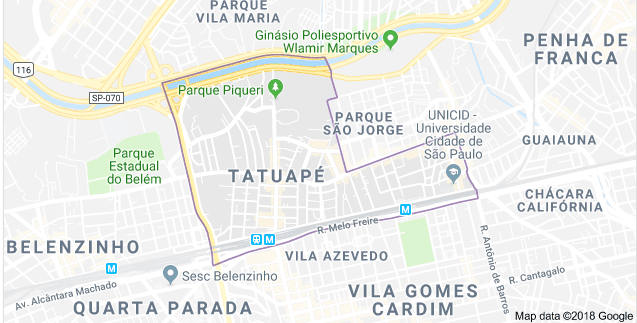 PARQUE
VILA MARIA
Ginásio Poliesportivo
Wlamir Marques
PENHA DE
FRANCA
116
SP-070
Parque Piqueri
PARQUE
SÃO JORGE
UNICID -
Universidade
Cidade de
São Paulo
GUAIAUNA
Parque
Estadual
do Belém
TATUAPÉ
CHÁCARA
CALIFÓRNIA
M
R. Melo Freire
BELENZINHO
M
M
VILA AZEVEDO
R. Antônio de Barros
Sesc Belenzinho
Av. Alcântara Machado
R. Cantagalo
QUARTA PARADA
VILA GOMES
CARDIM
Map data ©2018 Google